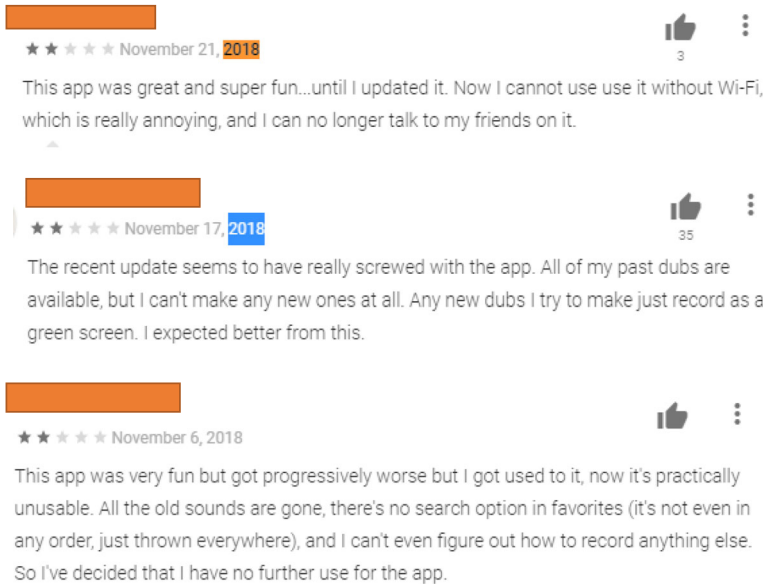 November 21, 2018
3
This app was great and super fun...until I updated it. Now I cannot use use it without Wi-Fi,
which is really annoying, and I can no longer talk to my friends on it.
November 17, 2018
35
The recent update seems to have really screwed with the app. All of my past dubs are
available, but I can't make any new ones at all. Any new dubs I try to make just record as a
green screen. I expected better from this.
November 6, 2018
This app was very fun but got progressively worse but I got used to it, now it's practically
unusable. All the old sounds are gone, there's no search option in favorites (it's not even in
any order, just thrown everywhere), and I can't even figure out how to record anything else.
So I've decided that I have no further use for the app.